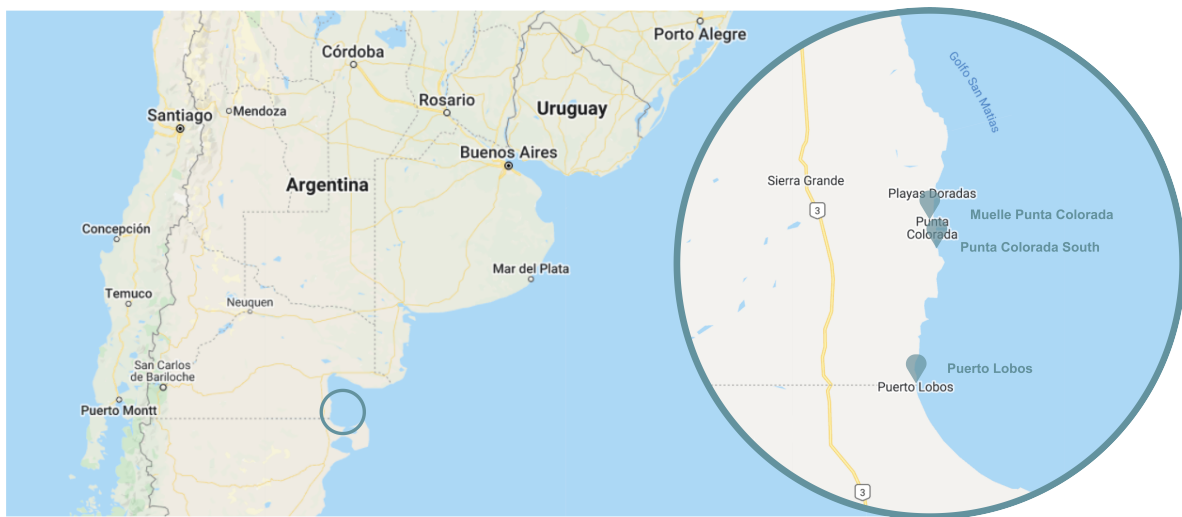 Porto Alegre
Córdoba
Rosario
Uruguay
Mendoza
Santiago
Buenos Aires
Argentina
Concepción
Mar del Plata
Temuco
Neuquen
San Carlos
de Bariloche
Puerto Montt
Golfo San Matías
Sierra Grande
3
Playas Doradas
Muelle Punta Colorada
Punta
Colorada
Punta Colorada South
Puerto Lobos
Puerto Lobos
3